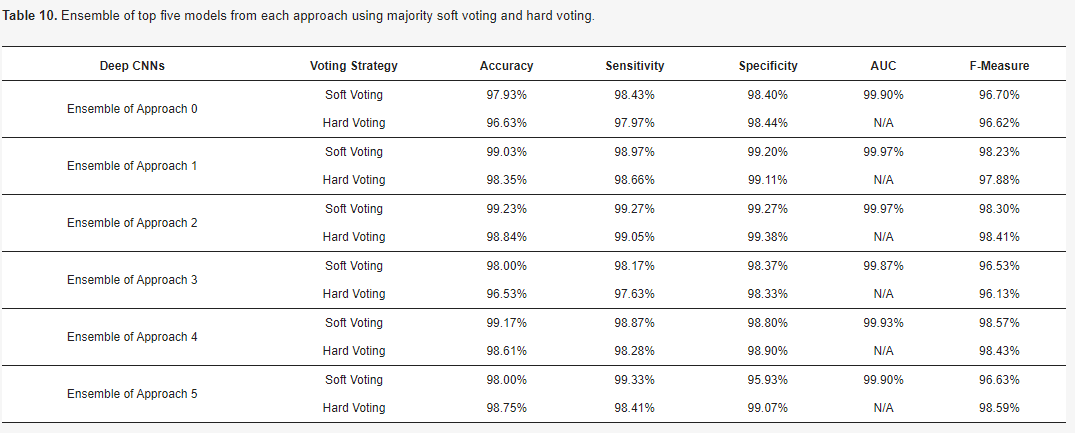 Table 10. Ensemble of top five models from each approach using majority soft voting and hard voting.
Deep CNNs Voting Strategy Accuracy Sensitivity Specificity AUC F-Measure
Ensemble of Approach 0
Soft Voting 97.93% 98.43% 98.40% 99.90% 96.70%
Hard Voting 96.63% 97.97% 98.44% N/A 96.62%
Ensemble of Approach 1
Soft Voting 99.03% 98.97% 99.20% 99.97% 98.23%
Hard Voting 98.35% 98.66% 99.11% N/A 97.88%
Ensemble of Approach 2
Soft Voting 99.23% 99.27% 99.27% 99.97% 98.30%
Hard Voting 98.84% 99.05% 99.38% N/A 98.41%
Ensemble of Approach 3
Soft Voting 98.00% 98.17% 98.37% 99.87% 96.53%
Hard Voting 96.53% 97.63% 98.33% N/A 96.13%
Ensemble of Approach 4
Soft Voting 99.17% 98.87% 98.80% 99.93% 98.57%
Hard Voting 98.61% 98.28% 98.90% N/A 98.43%
Ensemble of Approach 5
Soft Voting 98.00% 99.33% 95.93% 99.90% 96.63%
Hard Voting 98.75% 98.41% 99.07% N/A 98.59%